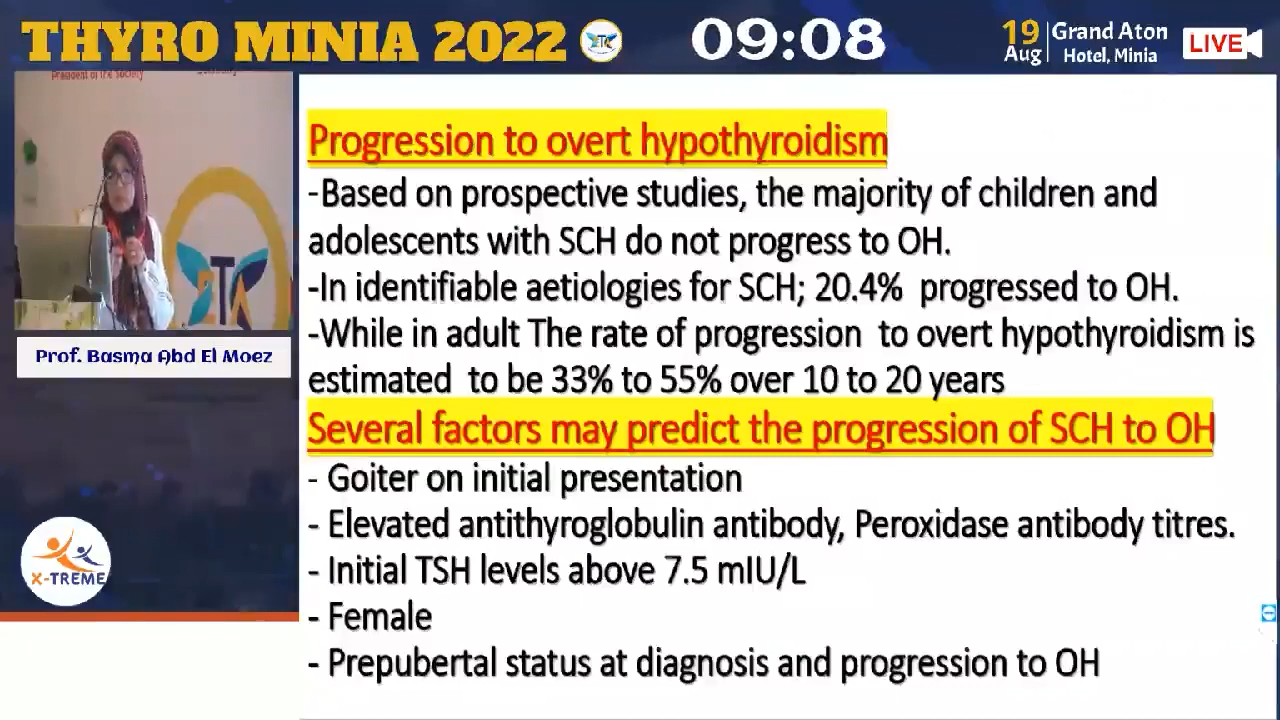 THYRO MINIA 2022
09:08
19
Aug
Grand Aton
Hotel, Minia
LIVE
President of the Society
Prof. Basma Abd El Moez
X-TREME
Progression to overt hypothyroidism
-Based on prospective studies, the majority of children and
adolescents with SCH do not progress to OH.
-In identifiable aetiologies for SCH; 20.4% progressed to OH.
-While in adult The rate of progression to overt hypothyroidism is
estimated to be 33% to 55% over 10 to 20 years
Several factors may predict the progression of SCH to OH
- Goiter on initial presentation
- Elevated antithyroglobulin antibody, Peroxidase antibody titres.
- Initial TSH levels above 7.5 mIU/L
- Female
- Prepubertal status at diagnosis and progression to OH